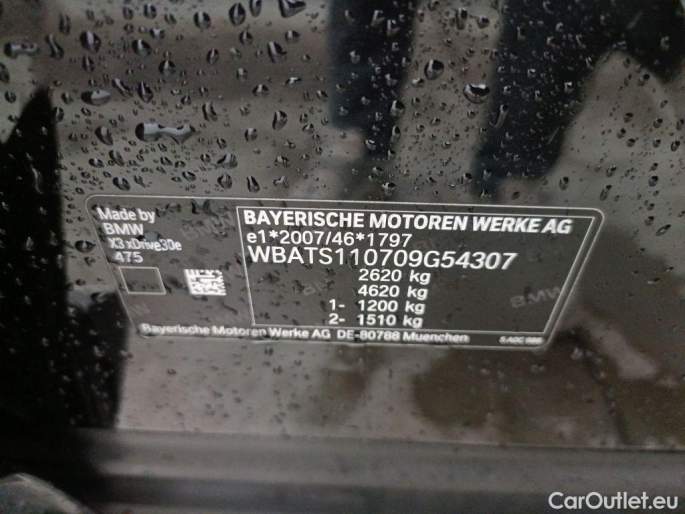 Made by
BMW
X3 xDrive30e
475
BAYERISCHE MOTOREN WERKE AG
e1*2007/46*1797
WBATS110709G54307
2620 kg
4620 kg
1- 1200 kg
2- 1510 kg
Bayerische Motoren Werke AG DE-80788 Muenchen
BMW
CarOutlet.eu